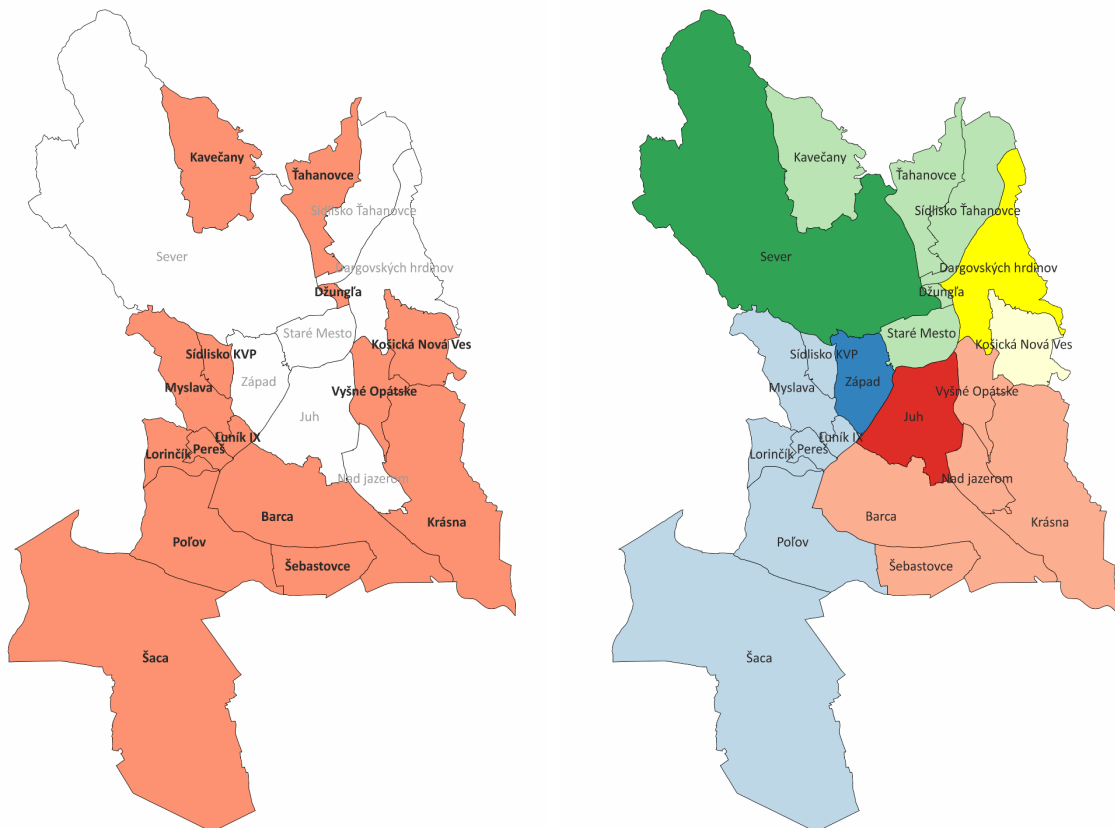 Kavečany
Ťahanovce
Sídlisko Ťahanovce
Sever
Dargovských hrdinov
Džungľa
Staré Mesto
Košická Nová Ves
Sídlisko KVP
Západ
Myslava
Vyšné Opátske
Juh
Luník IX
Pereš
Lorinčík
Nad jazerom
Barca
Krásna
Poľov
Šebastovce
Šaca
Kavečany
Ťahanovce
Sídlisko Ťahanovce
Sever
Dargovských hrdinov
Džungľa
Staré Mesto
Košická Nová Ves
Sídlisko KVP
Západ
Myslava
Vyšné Opátske
Juh
Luník IX
Pereš
Lorinčík
Nad jazerom
Barca
Krásna
Poľov
Šebastovce
Šaca